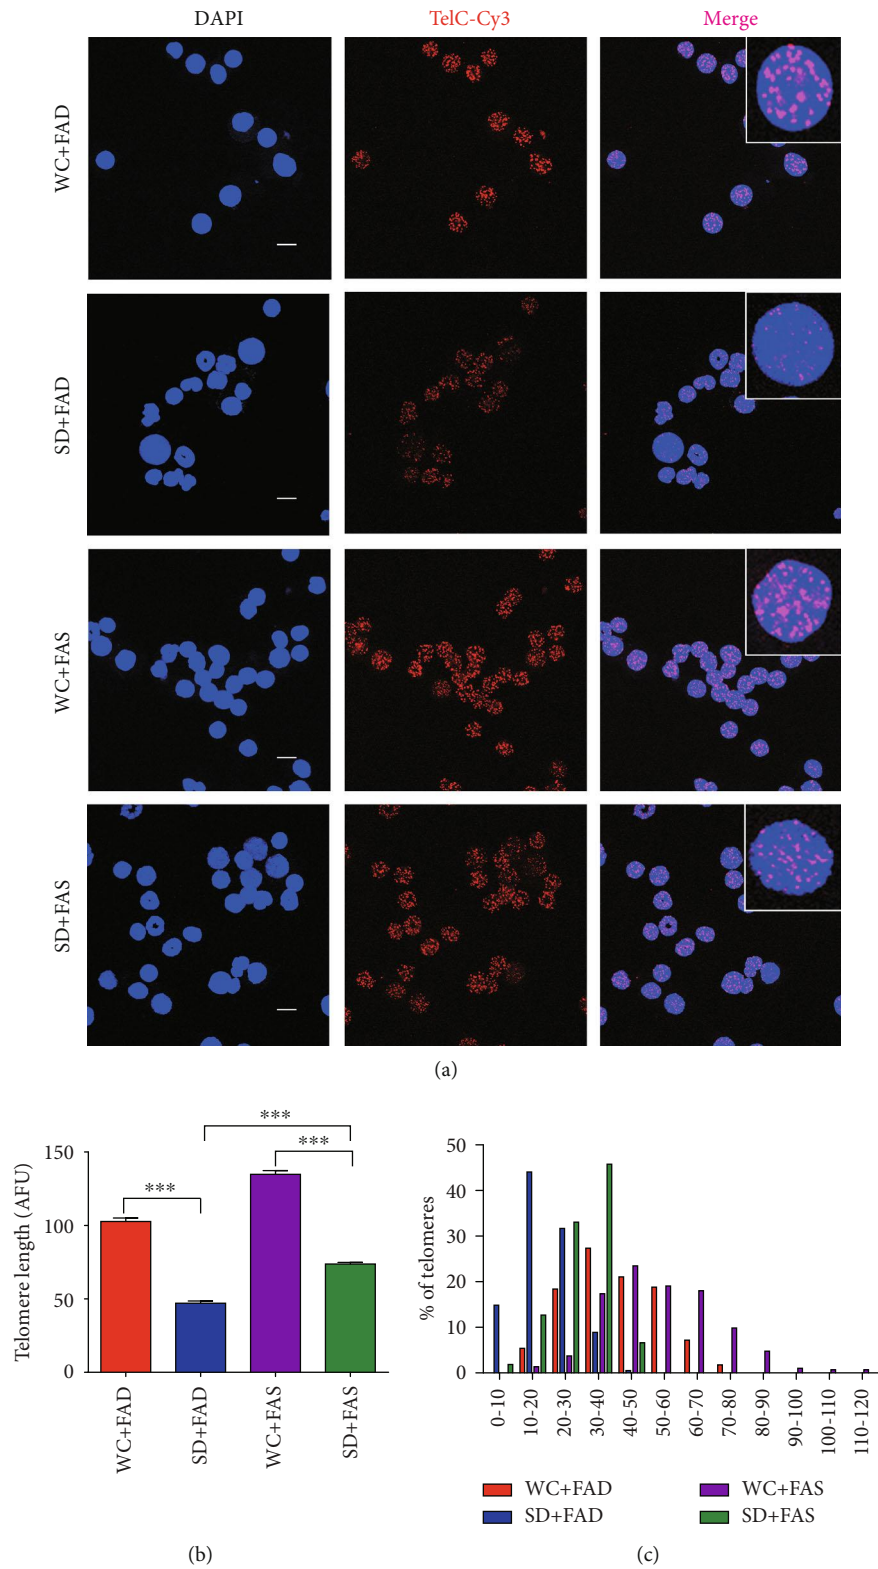 DAPI TelC-Cy3 Merge
WC+FAD
SD+FAD
WC+FAS
SD+FAS
(a)
***
***
***
150
100
50
0
Telomere length (AFU)
WC+FAD SD+FAD WC+FAS SD+FAS
(b)
50
40
30
20
10
0
% of telomeres
0-10 10-20 20-30 30-40 40-50 50-60 60-70 70-80 80-90 90-100 100-110 110-120
WC+FAD WC+FAS
SD+FAD SD+FAS
(c)